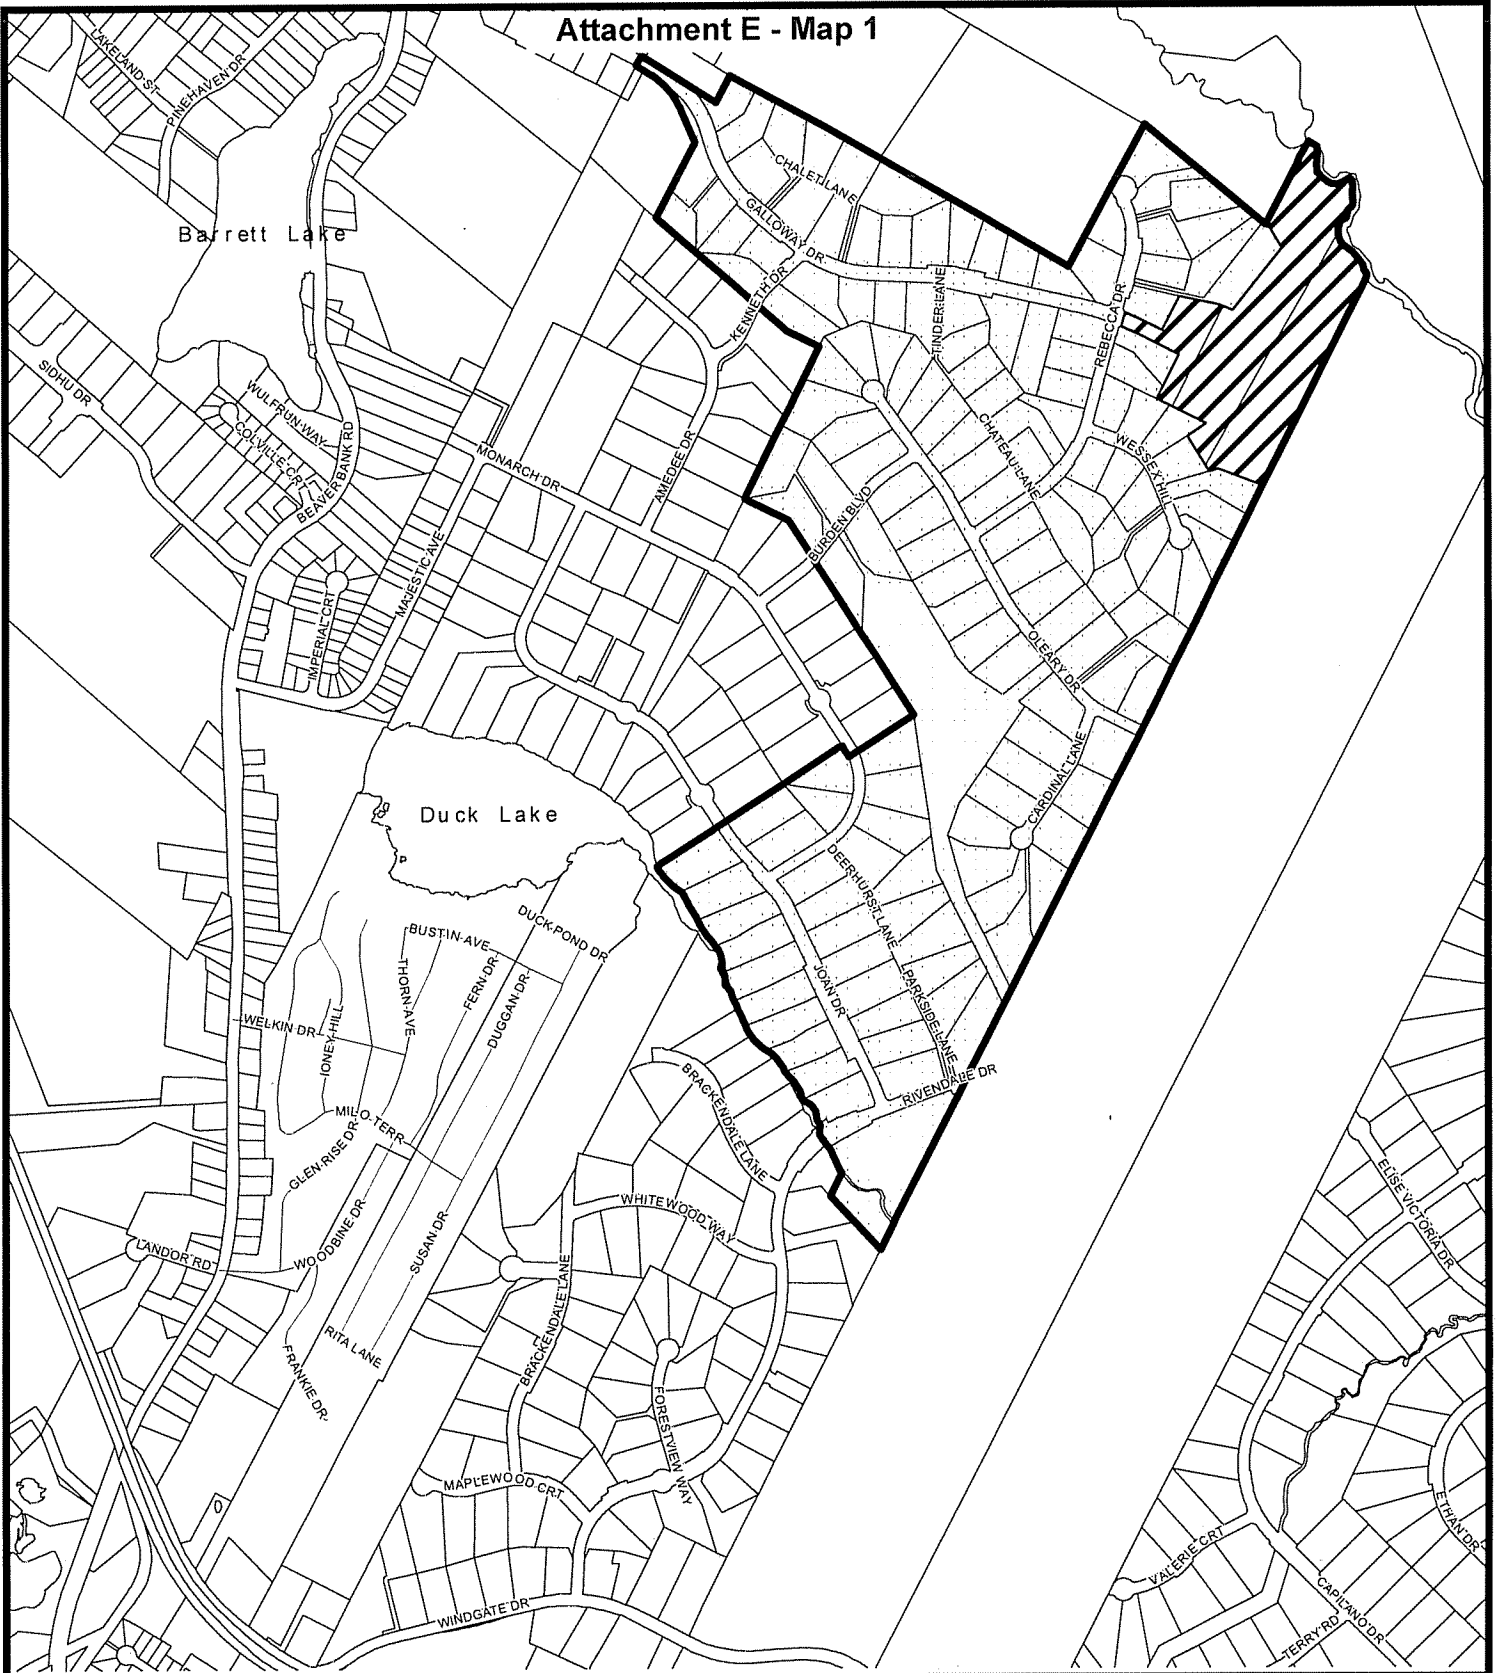 Attachment E - Map 1
LAKELAND ST
PINEHAVEN DR
CHALET LANE
Barrett Lake
GALLOWAY DR
KENNETH DR
TINDER LANE
REBECCA DR
SIDHU DR
WULFRUN WAY
COLVILLE CRT
BEAVER BANK RD
MONARCH DR
AMEDEE DR
CHATEAU LANE
WESSEX HILL
BURDEN BLVD
MAJESTIC AVE
IMPERIAL CRT
OLEARY DR
CARDINAL LANE
Duck Lake
DEERHURST LANE
DUCK POND DR
BUSTIN AVE
THORN AVE
FERN DR
DUGGAN DR
JOAN DR
PARKSIDE LANE
WELKIN DR
IONEY HILL
RIVENDALE DR
BRACKENDALE LANE
MILO TERR
GLEN RISE DR
WHITEWOOD WAY
ELISE VICTORIA DR
WOODBINE DR
SUSAN DR
LANDOR RD
BRACKENDALE LANE
RITA LANE
FRANKIE DR
FORESTVIEW WAY
MAPLEWOOD CRT
ETHAN DR
VALERIE CRT
CAPILANO DR
WINDGATE DR
TERRY RD